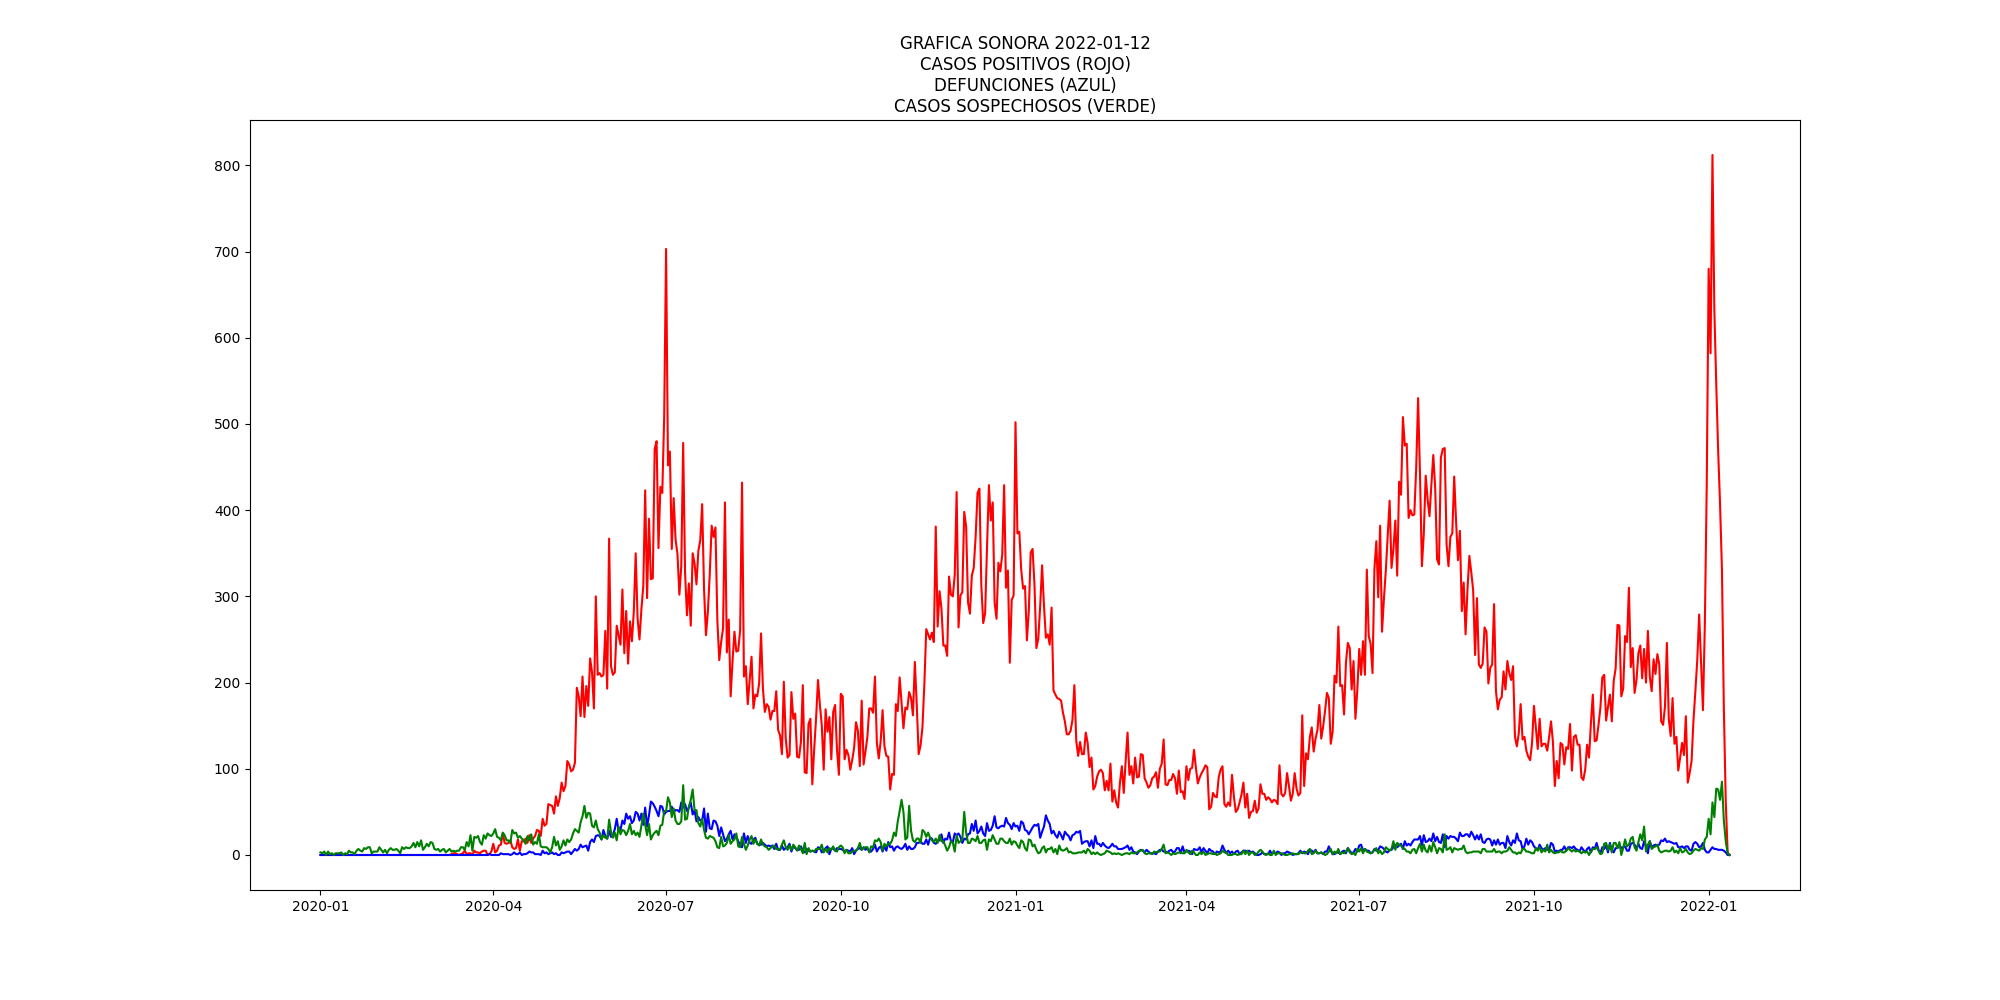 GRAFICA SONORA 2022-01-12
CASOS POSITIVOS (ROJO)
DEFUNCIONES (AZUL)
CASOS SOSPECHOSOS (VERDE)
800
700
600
500
400
300
200
100
0
2020-01 2020-04 2020-07 2020-10 2021-01 2021-04 2021-07 2021-10 2022-01